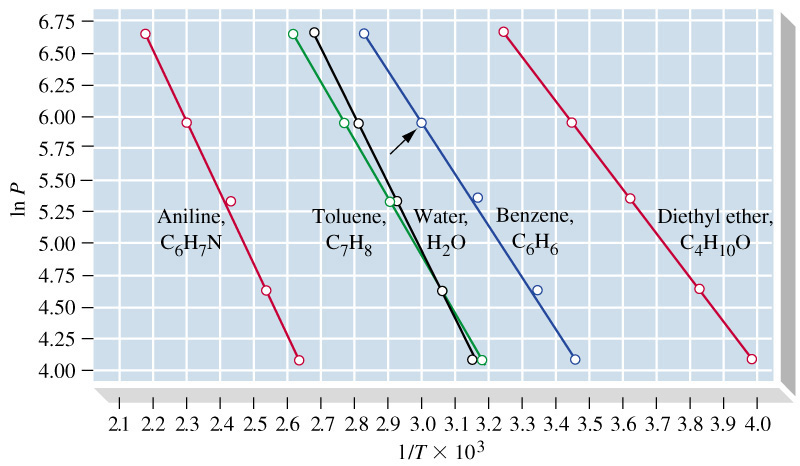 6.75
6.50
6.25
6.00
5.75
5.50
5.25
5.00
4.75
4.50
4.25
4.00
ln P
Aniline,
C6H7N
Toluene,
C7H8
Water,
H2O
Benzene,
C6H6
Diethyl ether,
C4H10O
2.1 2.2 2.3 2.4 2.5 2.6 2.7 2.8 2.9 3.0 3.1 3.2 3.3 3.4 3.5 3.6 3.7 3.8 3.9 4.0
1/T × 10³